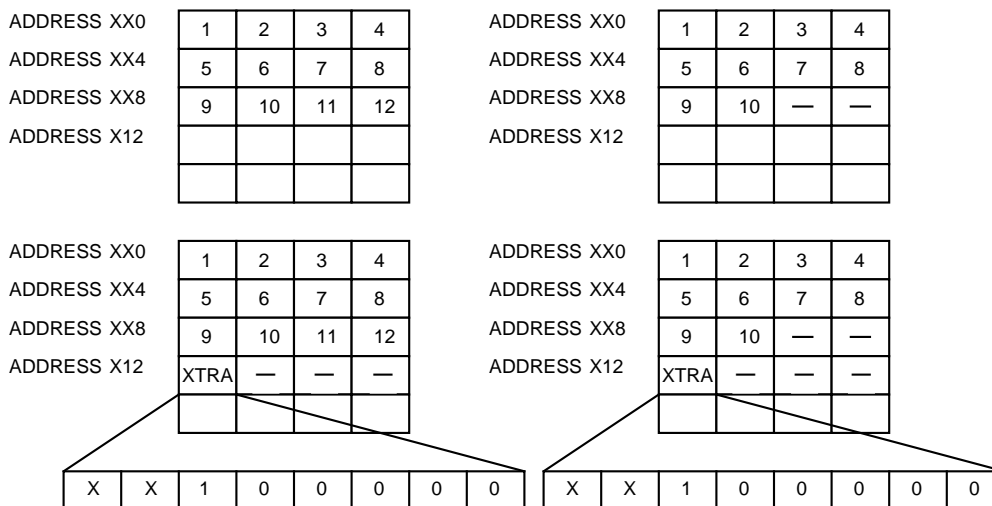 ADDRESS XX0 1 2 3 4
ADDRESS XX4 5 6 7 8
ADDRESS XX8 9 10 11 12
ADDRESS X12
ADDRESS XX0 1 2 3 4
ADDRESS XX4 5 6 7 8
ADDRESS XX8 9 10 — —
ADDRESS X12
ADDRESS XX0 1 2 3 4
ADDRESS XX4 5 6 7 8
ADDRESS XX8 9 10 11 12
ADDRESS X12 XTRA — — —
X X 1 0 0 0 0 0
ADDRESS XX0 1 2 3 4
ADDRESS XX4 5 6 7 8
ADDRESS XX8 9 10 — —
ADDRESS X12 XTRA — — —
X X 1 0 0 0 0 0